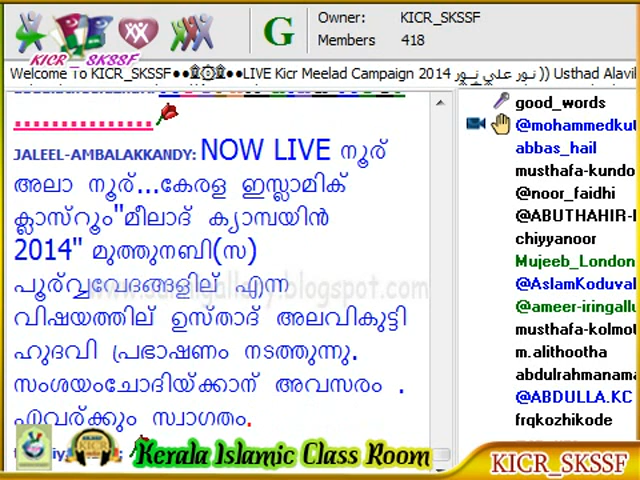 Owner: KICR_SKSSF
G
Members 418
KICR_SKSSF
Welcome To KICR_SKSSF●●۩۞۩●●LIVE Kicr Meelad Campaign 2014 نـور علي نـور )) Usthad Alavil
good_words
@mohammedkut
abbas_hail
musthafa-kundo
@noor_faidhi
@ABUTHAHIR-
chiyyanoor
Mujeeb_London
@AslamKoduval
@ameer-iringallu
musthafa-kolmot
m.alithootha
abdulrahmanama
@ABDULLA.KC
frqkozhikode
................
JALEEL-AMBALAKKANDY: NOW LIVE നൂര്
അലാ നൂര്...കേരള ഇസ്ലാമിക്
ക്ലാസ്റൂം"മീലാദ് ക്യാമ്പയിൻ
2014" മുത്തുനബി(സ)
പൂര്വ്വവേദങ്ങളില് എന്ന
വിഷയത്തില് ഉസ്താദ് അലവികുട്ടി
ഹുദവി പ്രഭാഷണം നടത്തുന്നു.
സംശയംചോദിയ്ക്കാന് അവസരം .
എവര്ക്കും സ്വാഗതം.
Kerala Islamic Class Room
KICR_SKSSF